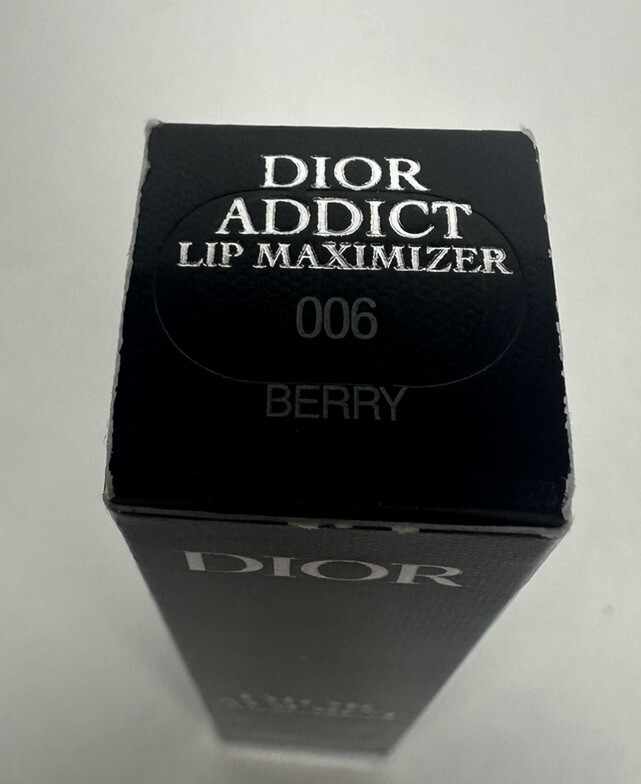 DIOR
ADDICT
LIP MAXIMIZER
006
BERRY
DIOR